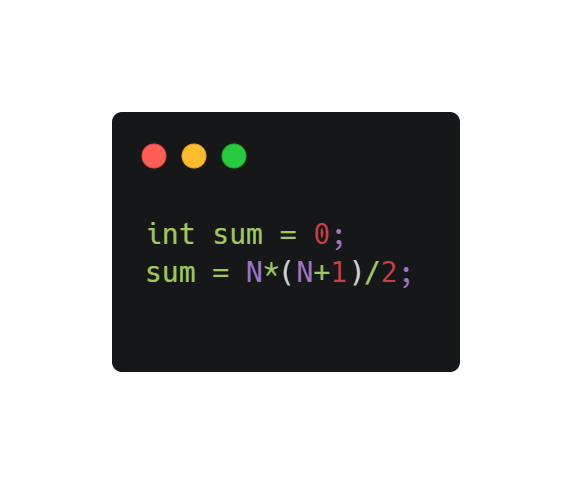 int sum = 0;
sum = N*(N+1)/2;